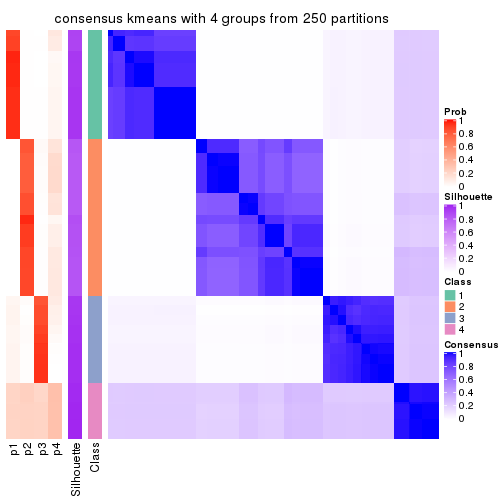 consensus kmeans with 4 groups from 250 partitions
Prob
1
0.8
0.6
0.4
0.2
0
Silhouette
1
0.8
0.6
0.4
0.2
0
Class
1
2
3
4
Consensus
1
0.8
0.6
0.4
0.2
0
p1
p2
p3
p4
Silhouette
Class